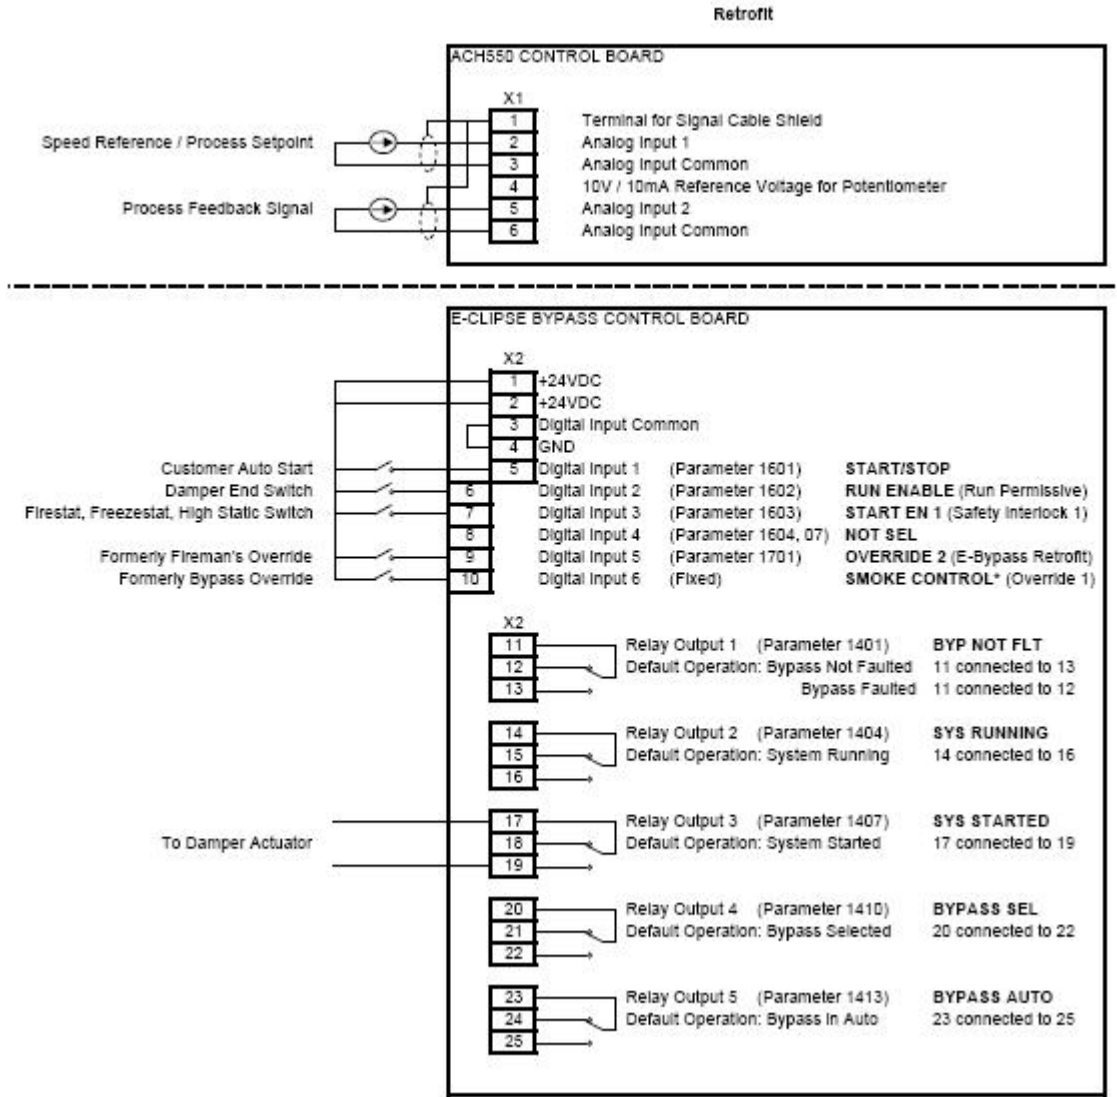 Retrofit
ACH550 CONTROL BOARD
X1
1 Terminal for Signal Cable Shield
Speed Reference / Process Setpoint 2 Analog Input 1
3 Analog Input Common
4 10V / 10mA Reference Voltage for Potentiometer
Process Feedback Signal 5 Analog Input 2
6 Analog Input Common
E-CLIPSE BYPASS CONTROL BOARD
X2
1 +24VDC
2 +24VDC
3 Digital Input Common
4 GND
Customer Auto Start 5 Digital Input 1 (Parameter 1601) START/STOP
Damper End Switch 6 Digital Input 2 (Parameter 1602) RUN ENABLE (Run Permissive)
Firestat, Freezestat, High Static Switch 7 Digital Input 3 (Parameter 1603) START EN 1 (Safety Interlock 1)
8 Digital Input 4 (Parameter 1604, 07) NOT SEL
Formerly Fireman's Override 9 Digital Input 5 (Parameter 1701) OVERRIDE 2 (E-Bypass Retrofit)
Formerly Bypass Override 10 Digital Input 6 (Fixed) SMOKE CONTROL* (Override 1)
X2
11 Relay Output 1 (Parameter 1401) BYP NOT FLT
12 Default Operation: Bypass Not Faulted 11 connected to 13
13 Bypass Faulted 11 connected to 12
14 Relay Output 2 (Parameter 1404) SYS RUNNING
15 Default Operation: System Running 14 connected to 16
16
17 Relay Output 3 (Parameter 1407) SYS STARTED
To Damper Actuator 18 Default Operation: System Started 17 connected to 19
19
20 Relay Output 4 (Parameter 1410) BYPASS SEL
21 Default Operation: Bypass Selected 20 connected to 22
22
23 Relay Output 5 (Parameter 1413) BYPASS AUTO
24 Default Operation: Bypass In Auto 23 connected to 25
25